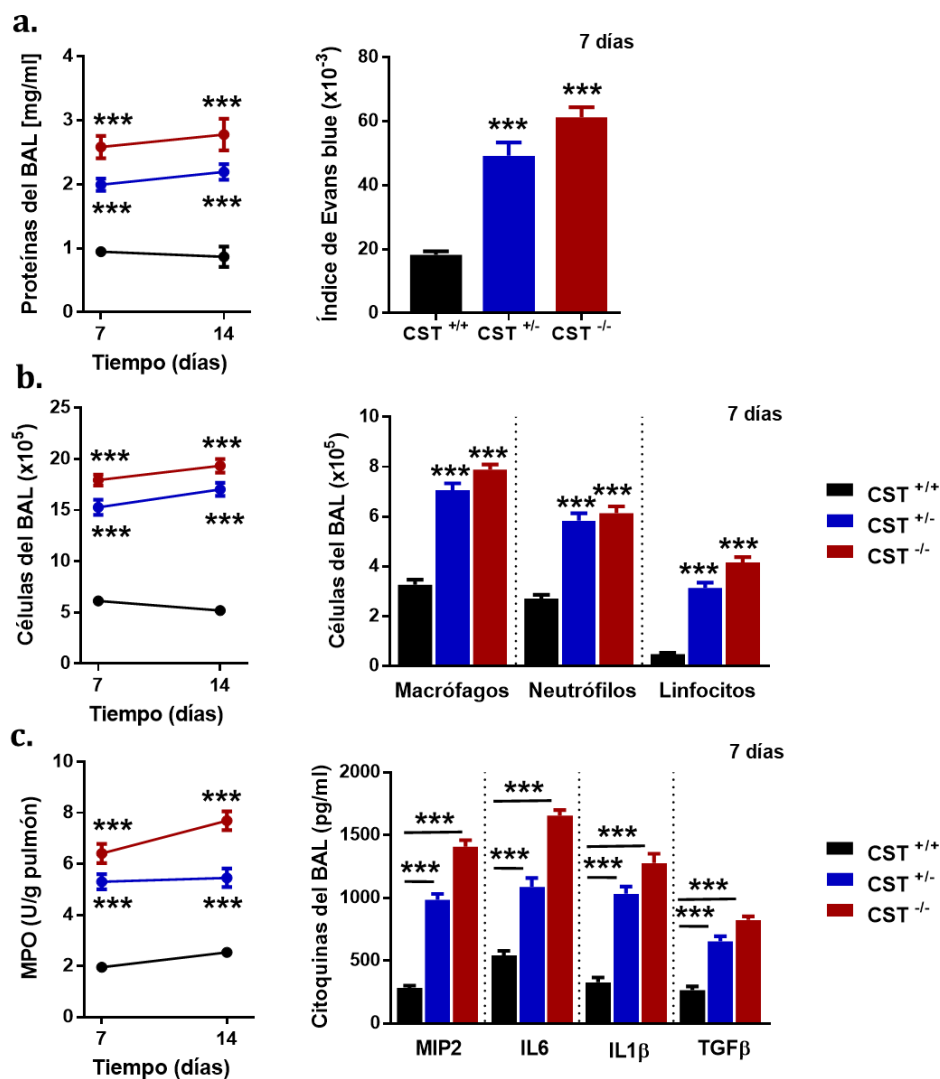 a.
Proteínas del BAL [mg/ml]
4
3
2
1
0
***
***
***
***
7
14
Tiempo (días)
7 días
Índice de Evans blue (x10-3)
80
60
40
20
0
***
***
CST +/+
CST +/-
CST -/-
b.
Células del BAL (x10⁵)
25
20
15
10
5
0
***
***
***
***
7
14
Tiempo (días)
7 días
Células del BAL (x10⁵)
10
8
6
4
2
0
***
***
***
***
***
***
Macrófagos
Neutrófilos
Linfocitos
CST +/+
CST +/-
CST -/-
c.
MPO (U/g pulmón)
10
8
6
4
2
0
***
***
***
***
7
14
Tiempo (días)
7 días
Citoquinas del BAL (pg/ml)
2000
1500
1000
500
0
***
***
***
***
***
***
***
***
MIP2
IL6
IL1β
TGFβ
CST +/+
CST +/-
CST -/-